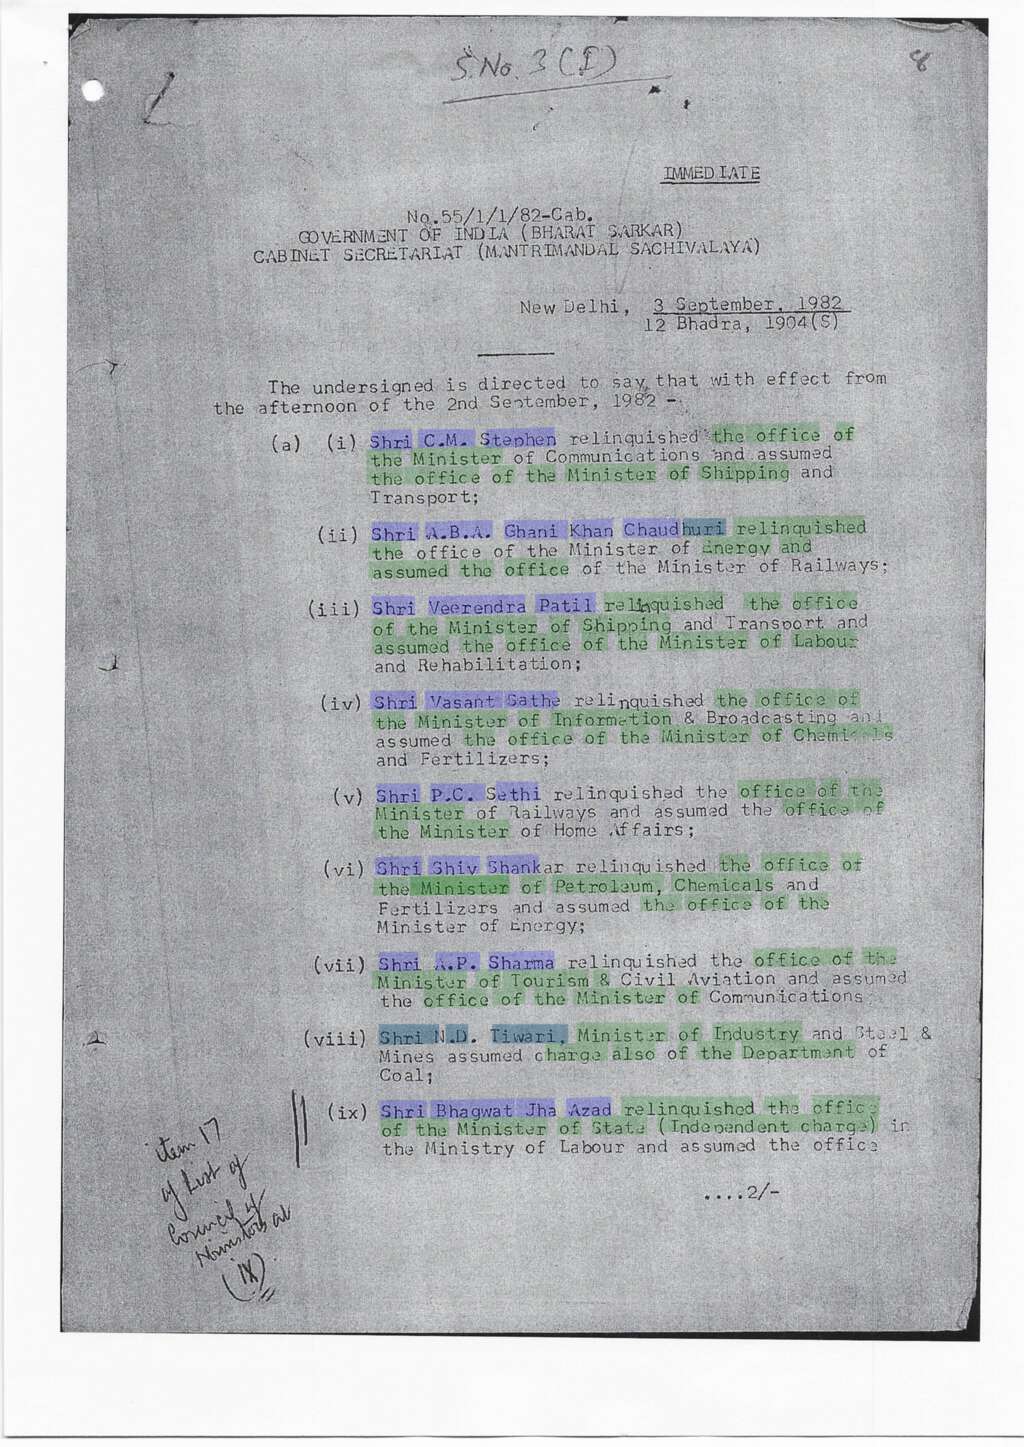 S.No. 3 (I)
8
IMMEDIATE
No.55/1/1/82-Cab.
GOVERNMENT OF INDIA (BHARAT SARKAR)
CABINET SECRETARIAT (MANTRIMANDAL SACHIVALAYA)
New Delhi, 3 September, 1982
12 Bhadra, 1904(S)
The undersigned is directed to say that with effect from
the afternoon of the 2nd September, 1982 -
(a) (i) Shri C.M. Stephen relinquished the office of
the Minister of Communications and assumed
the office of the Minister of Shipping and
Transport;
(ii) Shri A.B.A. Ghani Khan Chaudhuri relinquished
the office of the Minister of Energy and
assumed the office of the Minister of Railways;
(iii) Shri Veerendra Patil relinquished the office
of the Minister of Shipping and Transport and
assumed the office of the Minister of Labour
and Rehabilitation;
(iv) Shri Vasant Sathe relinquished the office of
the Minister of Information & Broadcasting and
assumed the office of the Minister of Chemicals
and Fertilizers;
(v) Shri P.C. Sethi relinquished the office of the
Minister of Railways and assumed the office of
the Minister of Home Affairs;
(vi) Shri Shiv Shankar relinquished the office of
the Minister of Petroleum, Chemicals and
Fertilizers and assumed the office of the
Minister of Energy;
(vii) Shri A.P. Sharma relinquished the office of the
Minister of Tourism & Civil Aviation and assumed
the office of the Minister of Communications;
(viii) Shri N.D. Tiwari, Minister of Industry and Steel &
Mines assumed charge also of the Department of
Coal;
(ix) Shri Bhagwat Jha Azad relinquished the office
of the Minister of State (Independent charge) in
the Ministry of Labour and assumed the office
....2/-
item 17
of List of
Council of
Ministers at
(IX)